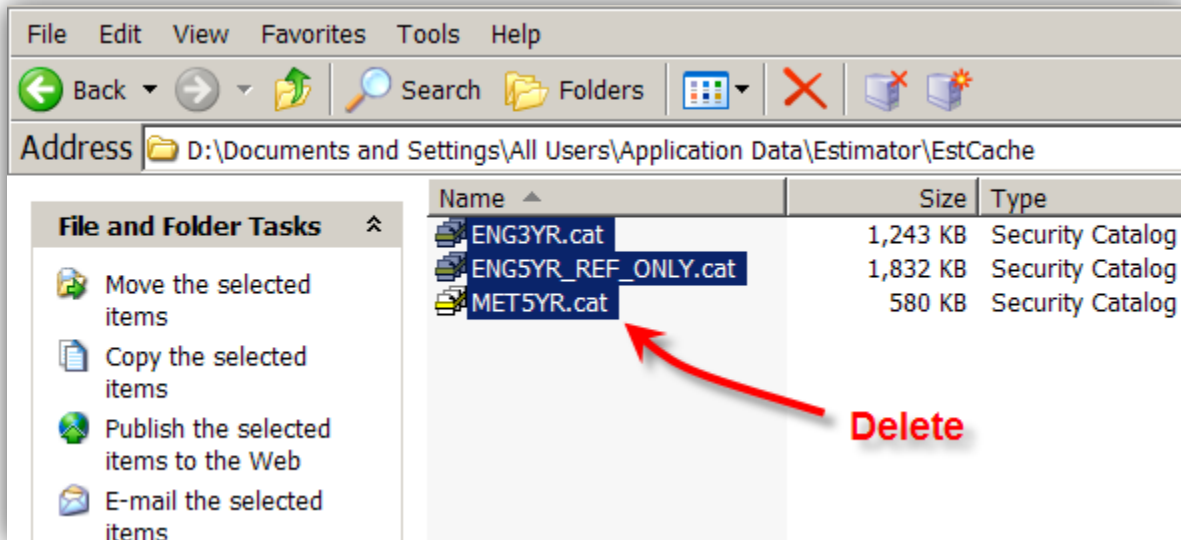 File Edit View Favorites Tools Help
Back Search Folders
Address D:\Documents and Settings\All Users\Application Data\Estimator\EstCache
Name Size Type
File and Folder Tasks
ENG3YR.cat 1,243 KB Security Catalog
ENG5YR_REF_ONLY.cat 1,832 KB Security Catalog
MET5YR.cat 580 KB Security Catalog
Move the selected
items
Copy the selected
items
Publish the selected
items to the Web
E-mail the selected
items
Delete